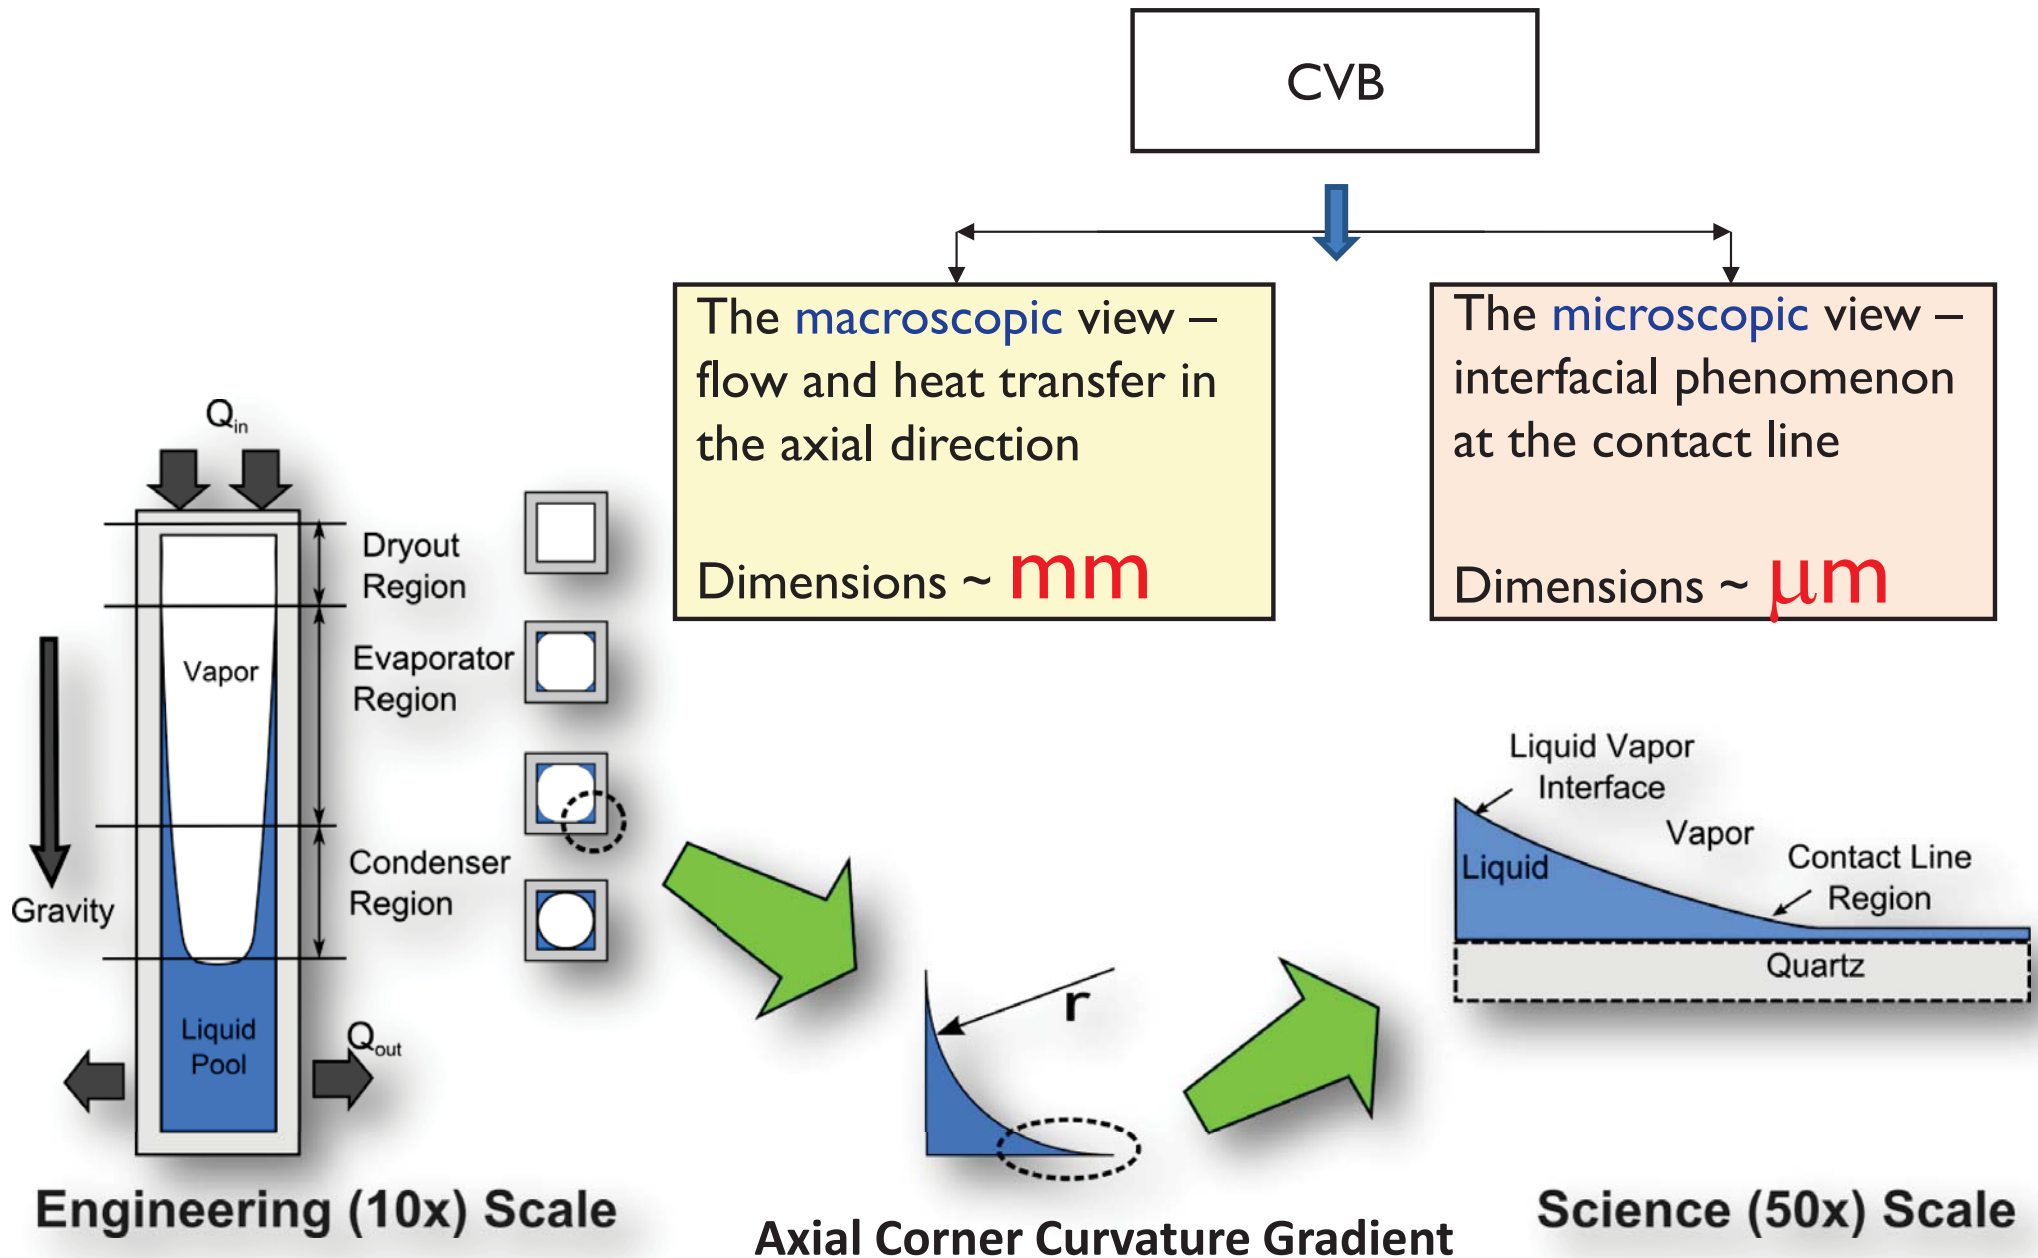 CVB
The macroscopic view –
flow and heat transfer in
the axial direction
Dimensions ~ mm
The microscopic view –
interfacial phenomenon
at the contact line
Dimensions ~ μm
Qin
Dryout
Region
Vapor
Evaporator
Region
Condenser
Region
Gravity
Liquid
Pool
Qout
Engineering (10x) Scale
r
Axial Corner Curvature Gradient
Liquid Vapor
Interface
Vapor
Liquid
Contact Line
Region
Quartz
Science (50x) Scale